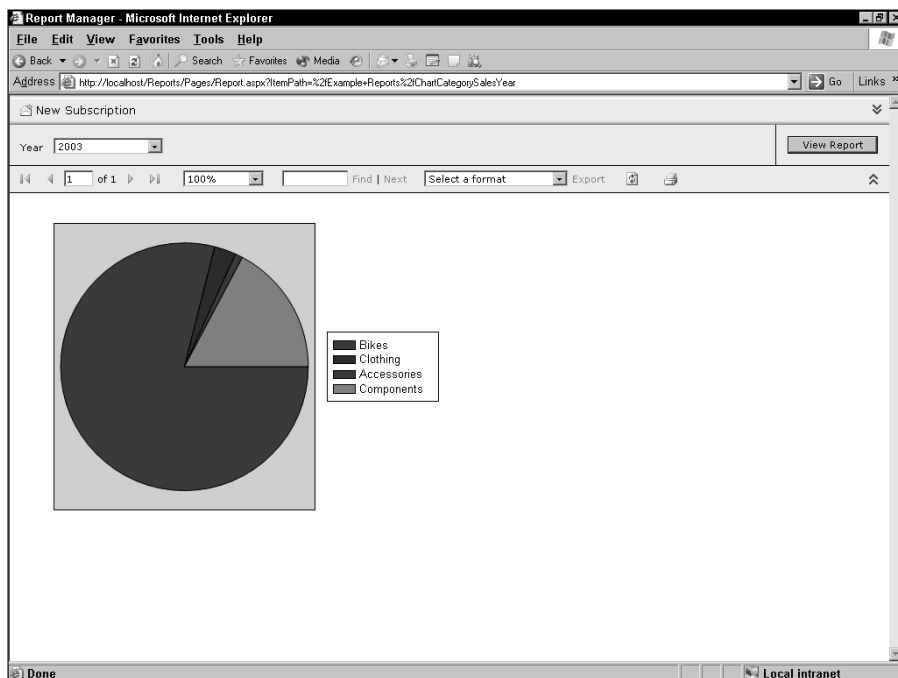 Report Manager - Microsoft Internet Explorer
File Edit View Favorites Tools Help
Back Search Favorites Media
Address http://localhost/Reports/Pages/Report.aspx?ItemPath=%2fExample+Reports%2fChartCategorySalesYear Go Links »
New Subscription
Year 2003 View Report
1 of 1 100% Find | Next Select a format Export
Bikes
Clothing
Accessories
Components
Done Local intranet